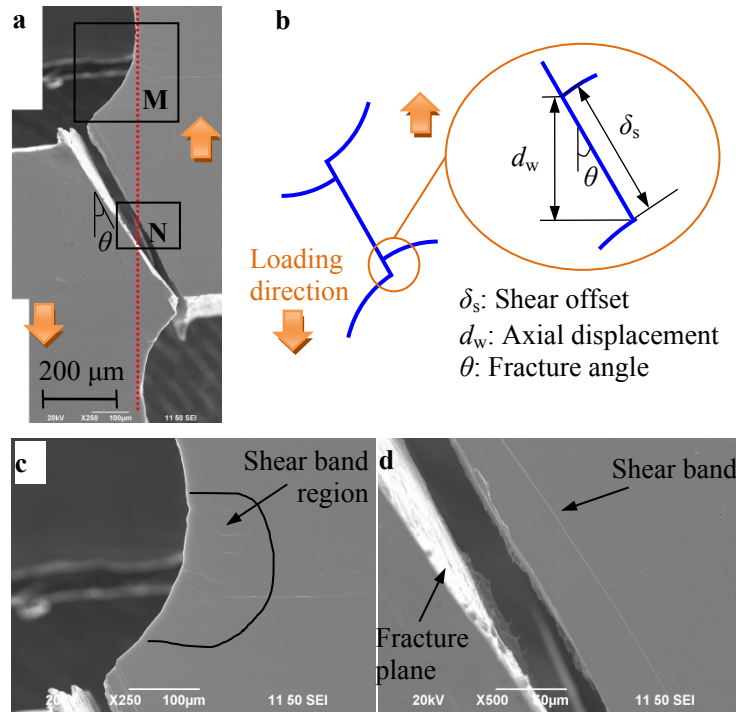 a
M
N
θ
200 μm
20kV X250 100μm 11 50 SEI
b
Loading
direction
d_w
θ
δ_s
δ_s: Shear offset
d_w: Axial displacement
θ: Fracture angle
c
Shear band
region
X250 100μm 11 50 SEI
d
Shear band
Fracture
plane
20kV X500 50μm 11 50 SEI